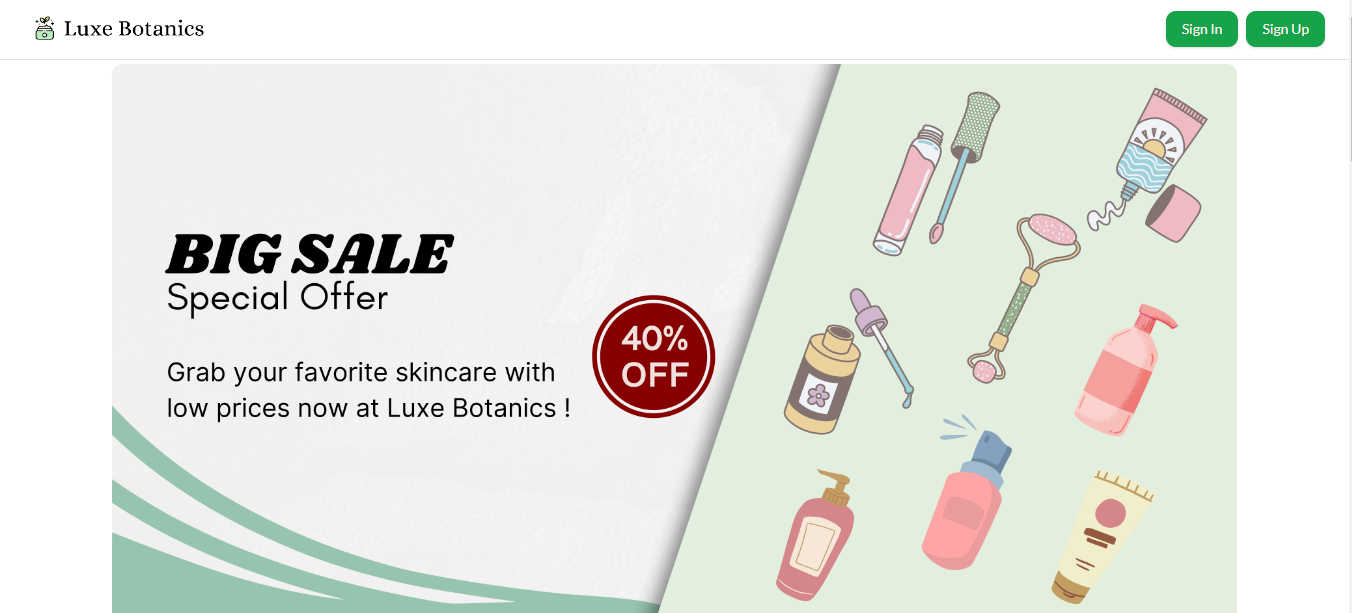 Luxe Botanics
Sign In
Sign Up
BIG SALE
Special Offer
Grab your favorite skincare with
low prices now at Luxe Botanics !
40%
OFF